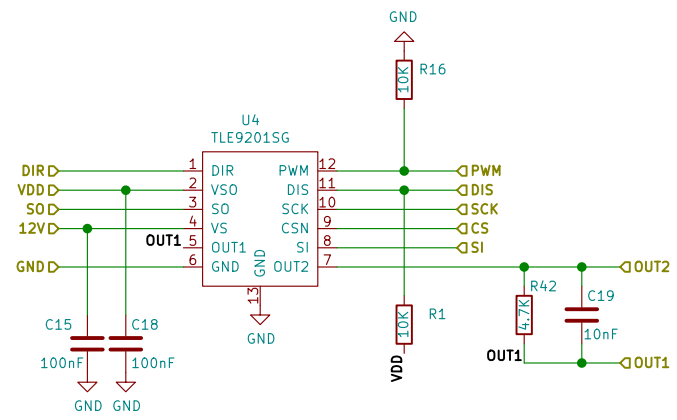 GND
10K
R16
U4
TLE9201SG
DIR 1 DIR PWM 12 PWM
VDD 2 VSO DIS 11 DIS
SO 3 SO SCK 10 SCK
12V 4 VS CSN 9 CS
OUT1 5 OUT1 SI 8 SI
GND 6 GND GND OUT2 7 OUT2
13
R42
4.7K
C19
10nF
OUT1
OUT1
GND
R1
10K
VDD
C15
100nF
C18
100nF
GND
GND